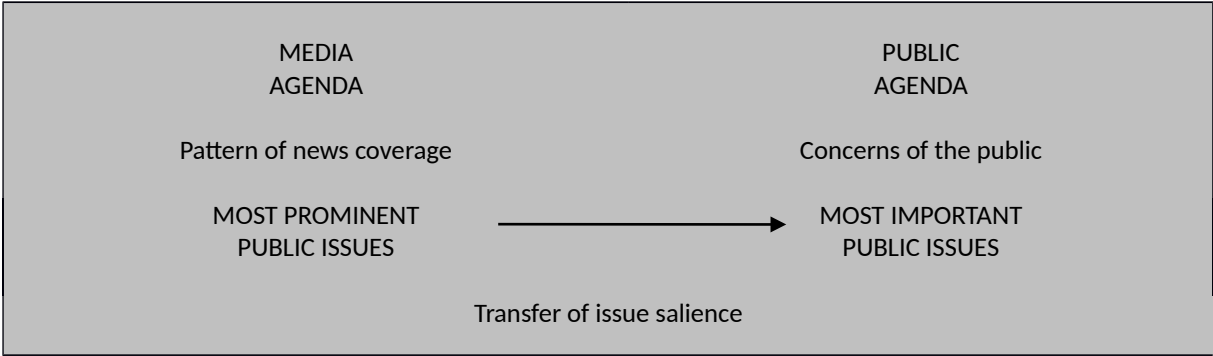 MEDIA
AGENDA
Pattern of news coverage
MOST PROMINENT
PUBLIC ISSUES
PUBLIC
AGENDA
Concerns of the public
MOST IMPORTANT
PUBLIC ISSUES
Transfer of issue salience